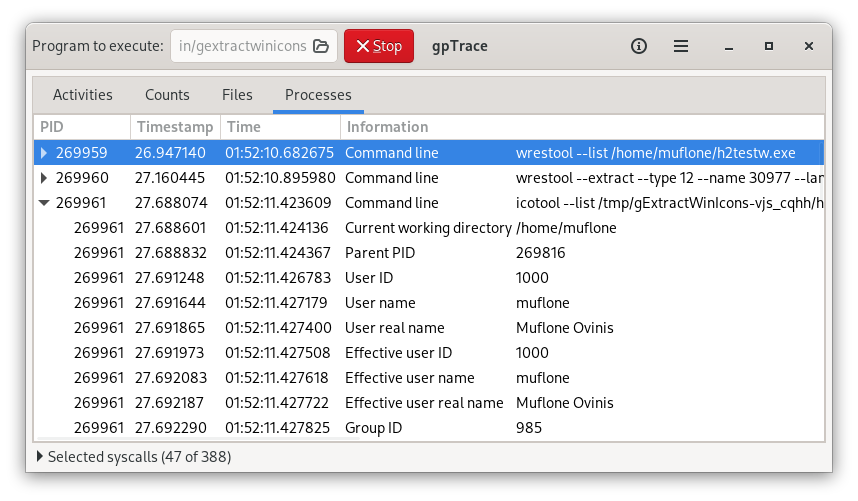 Program to execute: in/gextractwinicons Stop gpTrace
Activities Counts Files Processes
PID Timestamp Time Information
269959 26.947140 01:52:10.682675 Command line wrestool --list /home/muflone/h2testw.exe
269960 27.160445 01:52:10.895980 Command line wrestool --extract --type 12 --name 30977 --lan
269961 27.688074 01:52:11.423609 Command line icotool --list /tmp/gExtractWinIcons-vjs_cqhh/h
269961 27.688601 01:52:11.424136 Current working directory /home/muflone
269961 27.688832 01:52:11.424367 Parent PID 269816
269961 27.691248 01:52:11.426783 User ID 1000
269961 27.691644 01:52:11.427179 User name muflone
269961 27.691865 01:52:11.427400 User real name Muflone Ovinis
269961 27.691973 01:52:11.427508 Effective user ID 1000
269961 27.692083 01:52:11.427618 Effective user name muflone
269961 27.692187 01:52:11.427722 Effective user real name Muflone Ovinis
269961 27.692290 01:52:11.427825 Group ID 985
Selected syscalls (47 of 388)